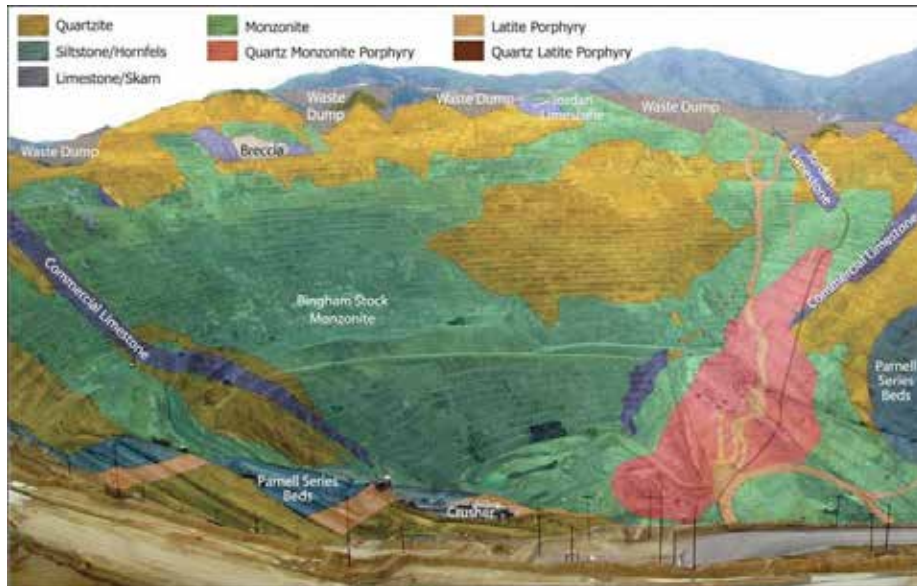 Quartzite
Monzonite
Latite Porphyry
Siltstone/Hornfels
Quartz Monzonite Porphyry
Quartz Latite Porphyry
Limestone/Skarn
Waste Dump
Waste
Dump
Waste Dump
Jordan
Limestone
Waste Dump
Breccia
Jordan
Limestone
Commercial Limestone
Commercial Limestone
Bingham Stock
Monzonite
Parnell
Series
Beds
Parnell Series
Beds
Crusher